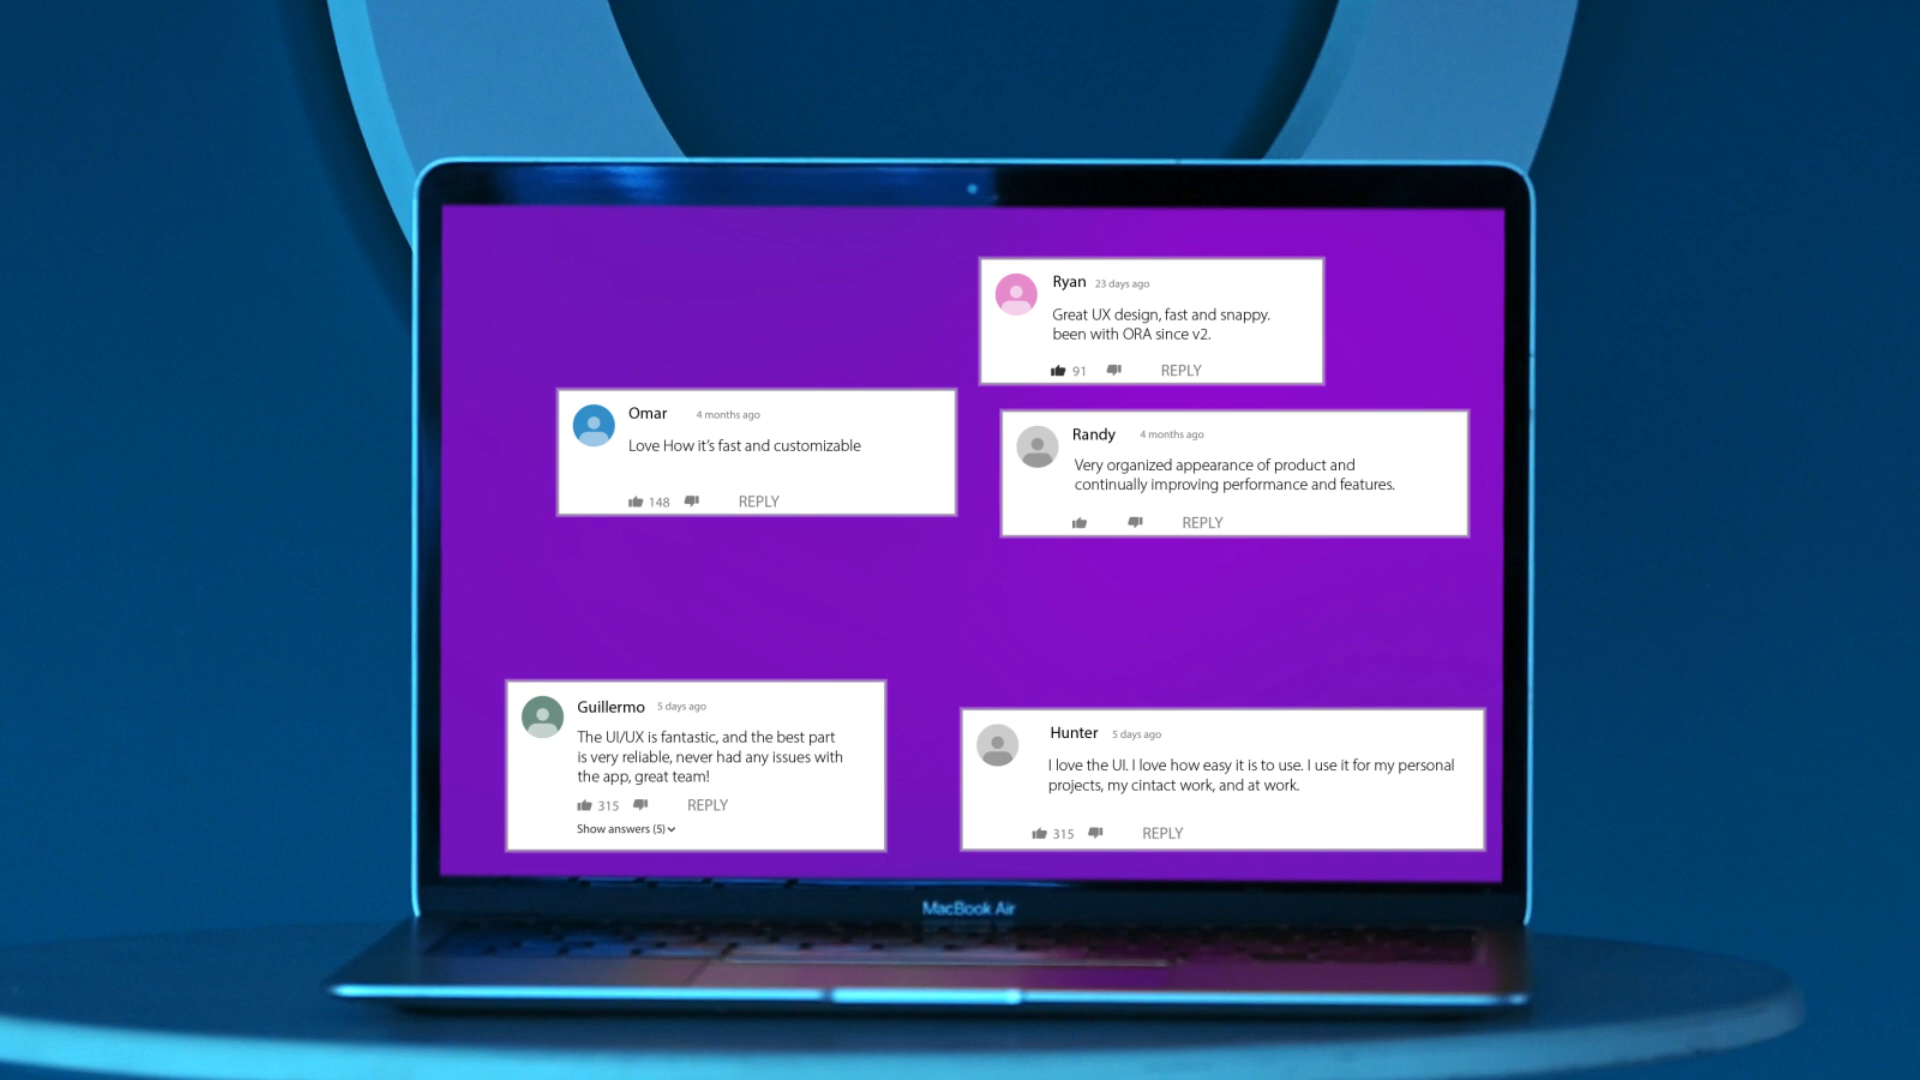 Ryan 23 days ago
Great UX design, fast and snappy.
been with ORA since v2.
91 REPLY
Omar 4 months ago
Love How it's fast and customizable
148 REPLY
Randy 4 months ago
Very organized appearance of product and
continually improving performance and features.
REPLY
Guillermo 5 days ago
The UI/UX is fantastic, and the best part
is very reliable, never had any issues with
the app, great team!
315 REPLY
Show answers (5)
Hunter 5 days ago
I love the UI. I love how easy it is to use. I use it for my personal
projects, my cintact work, and at work.
315 REPLY
MacBook Air